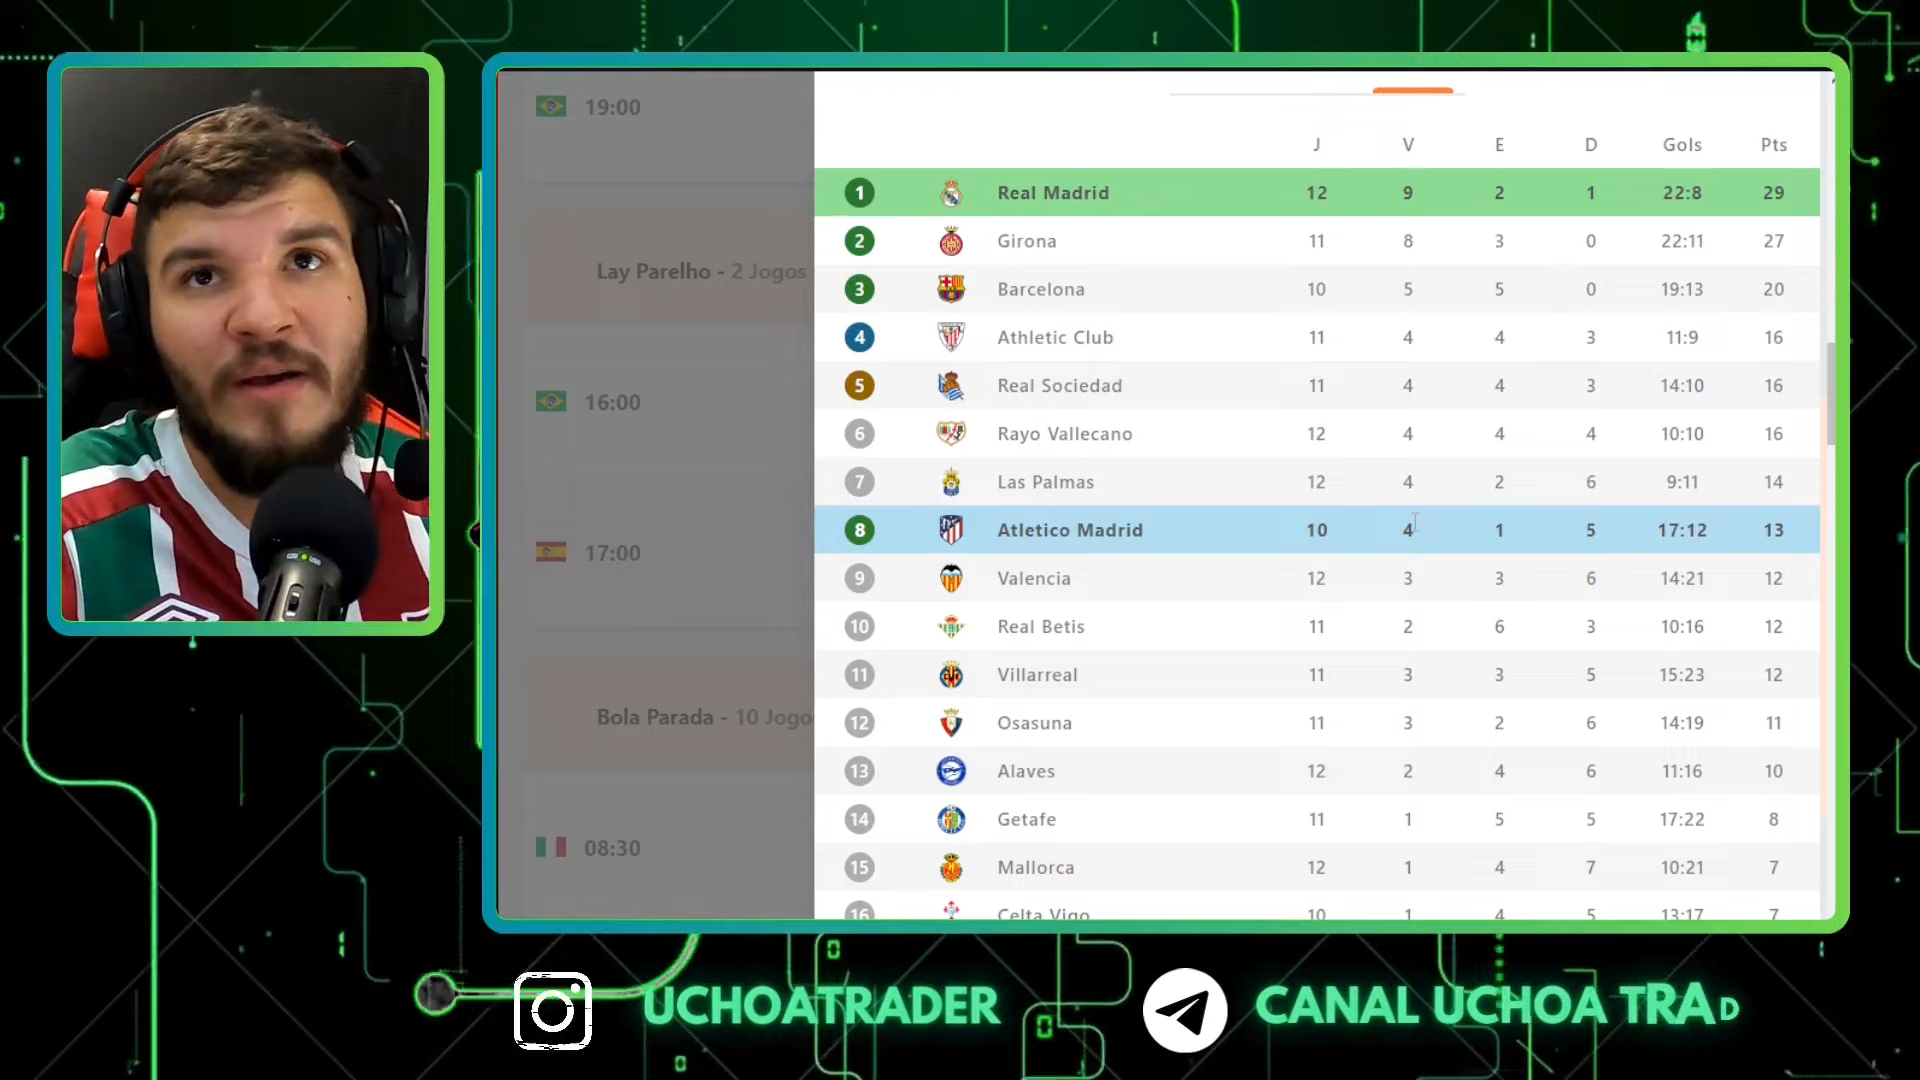 19:00
Lay Parelho - 2 Jogos
16:00
17:00
Bola Parada - 10 Jogo
08:30
J V E D Gols Pts
1 Real Madrid 12 9 2 1 22:8 29
2 Girona 11 8 3 0 22:11 27
3 Barcelona 10 5 5 0 19:13 20
4 Athletic Club 11 4 4 3 11:9 16
5 Real Sociedad 11 4 4 3 14:10 16
6 Rayo Vallecano 12 4 4 4 10:10 16
7 Las Palmas 12 4 2 6 9:11 14
8 Atletico Madrid 10 4 1 5 17:12 13
9 Valencia 12 3 3 6 14:21 12
10 Real Betis 11 2 6 3 10:16 12
11 Villarreal 11 3 3 5 15:23 12
12 Osasuna 11 3 2 6 14:19 11
13 Alaves 12 2 4 6 11:16 10
14 Getafe 11 1 5 5 17:22 8
15 Mallorca 12 1 4 7 10:21 7
16 Celta Vigo 10 1 4 5 13:17 7
UCHOATRADER
CANAL UCHOA TRAD